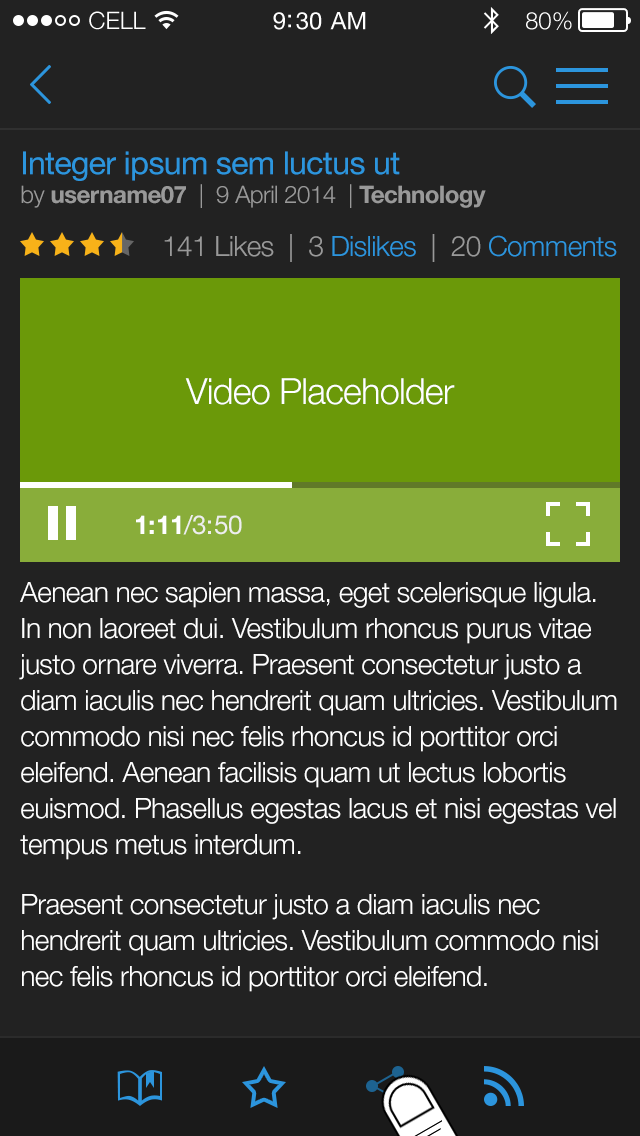 CELL 9:30 AM 80%
Integer ipsum sem luctus ut
by username07 | 9 April 2014 | Technology
141 Likes | 3 Dislikes | 20 Comments
Video Placeholder
1:11/3:50
Aenean nec sapien massa, eget scelerisque ligula.
In non laoreet dui. Vestibulum rhoncus purus vitae
justo ornare viverra. Praesent consectetur justo a
diam iaculis nec hendrerit quam ultricies. Vestibulum
commodo nisi nec felis rhoncus id porttitor orci
eleifend. Aenean facilisis quam ut lectus lobortis
euismod. Phasellus egestas lacus et nisi egestas vel
tempus metus interdum.
Praesent consectetur justo a diam iaculis nec
hendrerit quam ultricies. Vestibulum commodo nisi
nec felis rhoncus id porttitor orci eleifend.